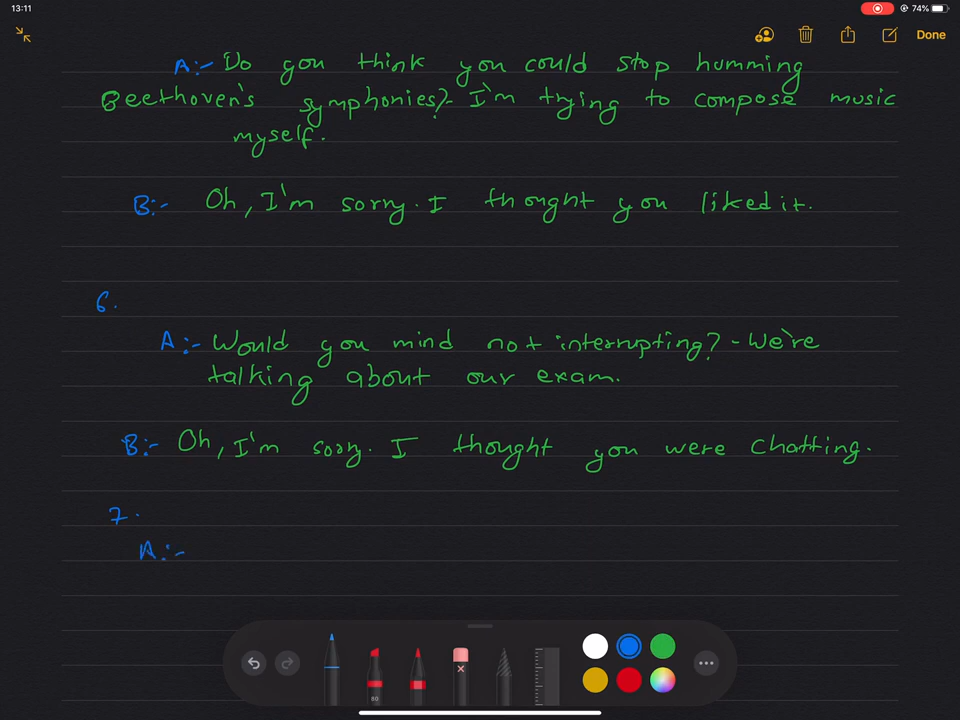 13:11
74%
Done
A:- Do you think you could stop humming
Beethoven's symphonies?- I'm trying to compose music
myself.
B:- Oh, I'm sorry. I thought you liked it.
6.
A:- Would you mind not interrupting? - We're
talking about our exam.
B:- Oh, I'm sorry. I thought you were chatting.
7.
A:-
80